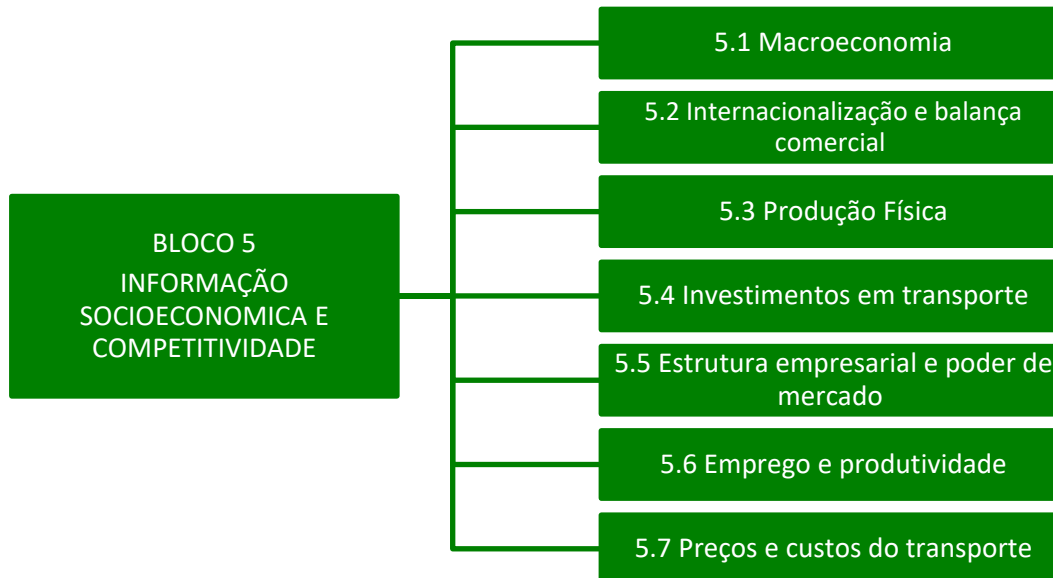 BLOCO 5
INFORMAÇÃO
SOCIOECONOMICA E
COMPETITIVIDADE
5.1 Macroeconomia
5.2 Internacionalização e balança
comercial
5.3 Produção Física
5.4 Investimentos em transporte
5.5 Estrutura empresarial e poder de
mercado
5.6 Emprego e produtividade
5.7 Preços e custos do transporte